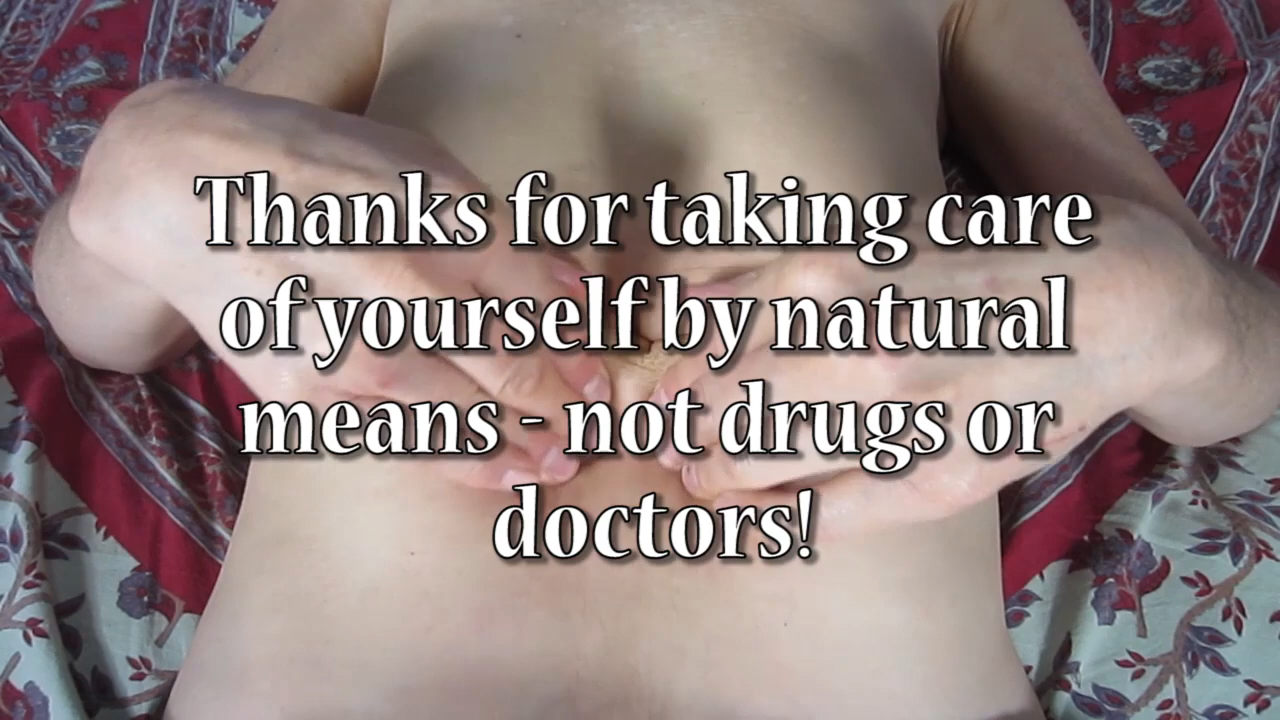 Thanks for taking care
of yourself by natural
means - not drugs or
doctors!